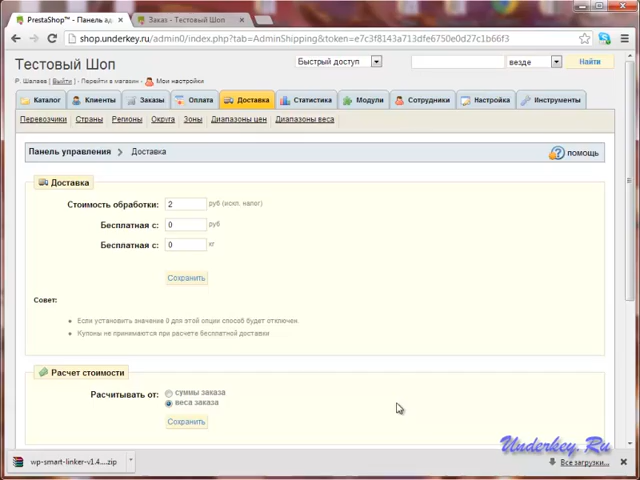 PrestaShop™ - Панель ад
Заказ - Тестовый Шоп
shop.underkey.ru/admin0/index.php?tab=AdminShipping&token=e7c3f8143a713dfe0476e0830d27c1b66f3
Тестовый Шоп
Быстрый доступ
везде
Найти
Р. Шалаев [Выйти] - Перейти в магазин - Мои настройки
Каталог
Клиенты
Заказы
Оплата
Доставка
Статистика
Модули
Сотрудники
Настройка
Инструменты
Перевозчики
Страны
Регионы
Округа
Зоны
Диапазоны цен
Диапазоны веса
Панель управления
Доставка
помощь
Доставка
Стоимость обработки: 2 руб (искл. налог)
Бесплатная с: 0 руб
Бесплатная с: 0 кг
Сохранить
Совет:
Если установить значение 0 для этой опции способ будет отключен.
Купоны не принимаются при расчете бесплатной доставки
Расчет стоимости
Расчитывать от: суммы заказа
веса заказа
Сохранить
Underkey.Ru
wp-smart-linker-v1.4....zip
Все загрузки...